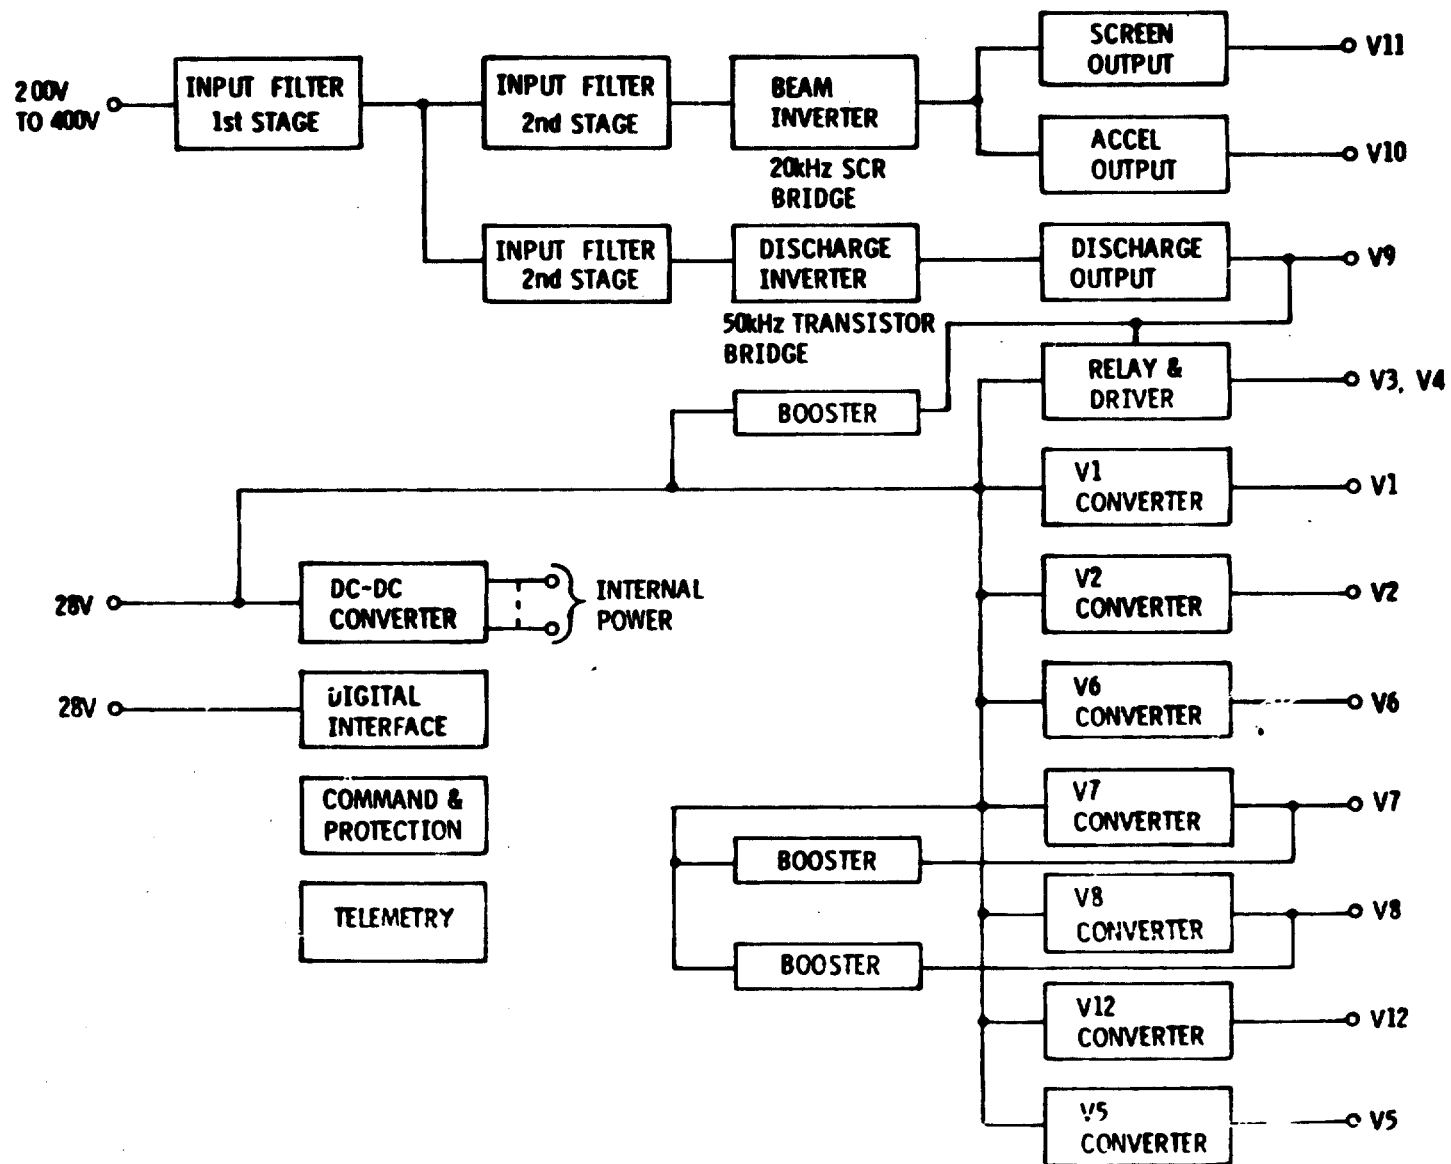 200V
TO 400V
INPUT FILTER
1st STAGE
INPUT FILTER
2nd STAGE
BEAM
INVERTER
20kHz SCR
BRIDGE
SCREEN
OUTPUT
V11
ACCEL
OUTPUT
V10
INPUT FILTER
2nd STAGE
DISCHARGE
INVERTER
50kHz TRANSISTOR
BRIDGE
DISCHARGE
OUTPUT
V9
RELAY &
DRIVER
V3, V4
BOOSTER
V1
CONVERTER
V1
28V
DC-DC
CONVERTER
INTERNAL
POWER
V2
CONVERTER
V2
28V
DIGITAL
INTERFACE
V6
CONVERTER
V6
COMMAND &
PROTECTION
V7
CONVERTER
V7
BOOSTER
TELEMETRY
V8
CONVERTER
V8
BOOSTER
V12
CONVERTER
V12
V5
CONVERTER
V5